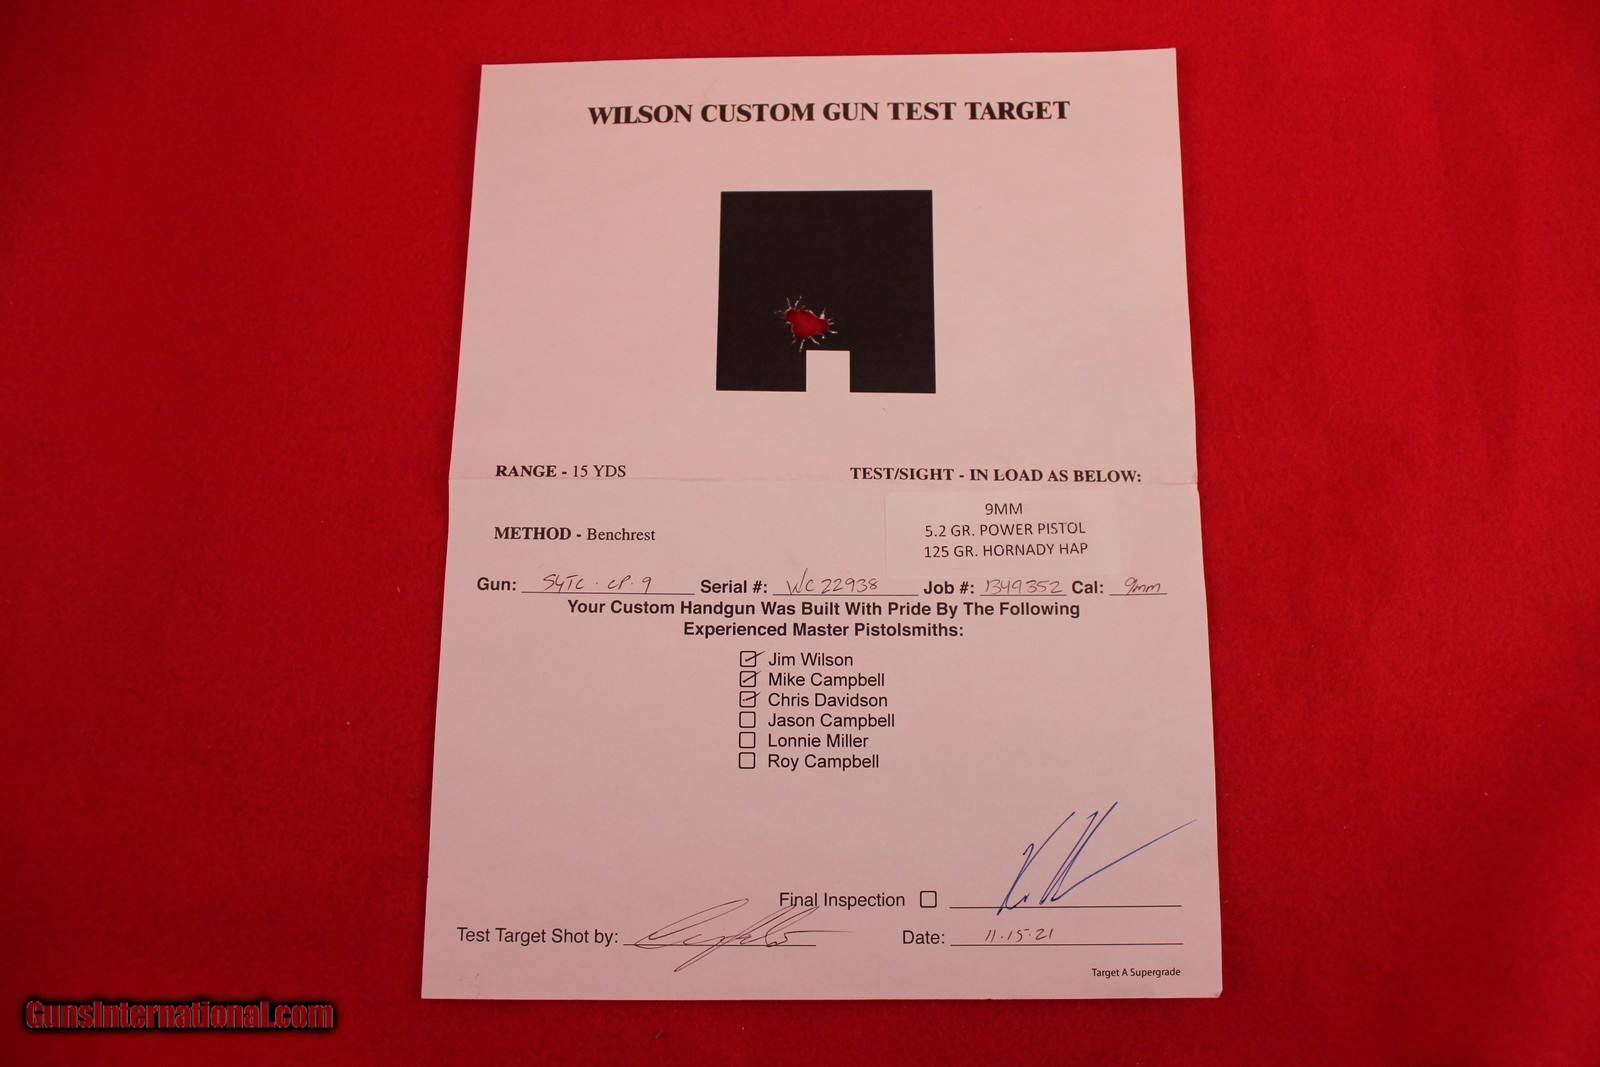 WILSON CUSTOM GUN TEST TARGET
RANGE - 15 YDS
TEST/SIGHT - IN LOAD AS BELOW:
9MM
METHOD - Benchrest
5.2 GR. POWER PISTOL
125 GR. HORNADY HAP
Gun: SGTC · CP · 9 Serial #: WC22938 Job #: 1349352 Cal: 9mm
Your Custom Handgun Was Built With Pride By The Following
Experienced Master Pistolsmiths:
Jim Wilson
Mike Campbell
Chris Davidson
Jason Campbell
Lonnie Miller
Roy Campbell
Final Inspection
Test Target Shot by:
Date: 11-15-21
Target A Supergrade
GunsInternational.com